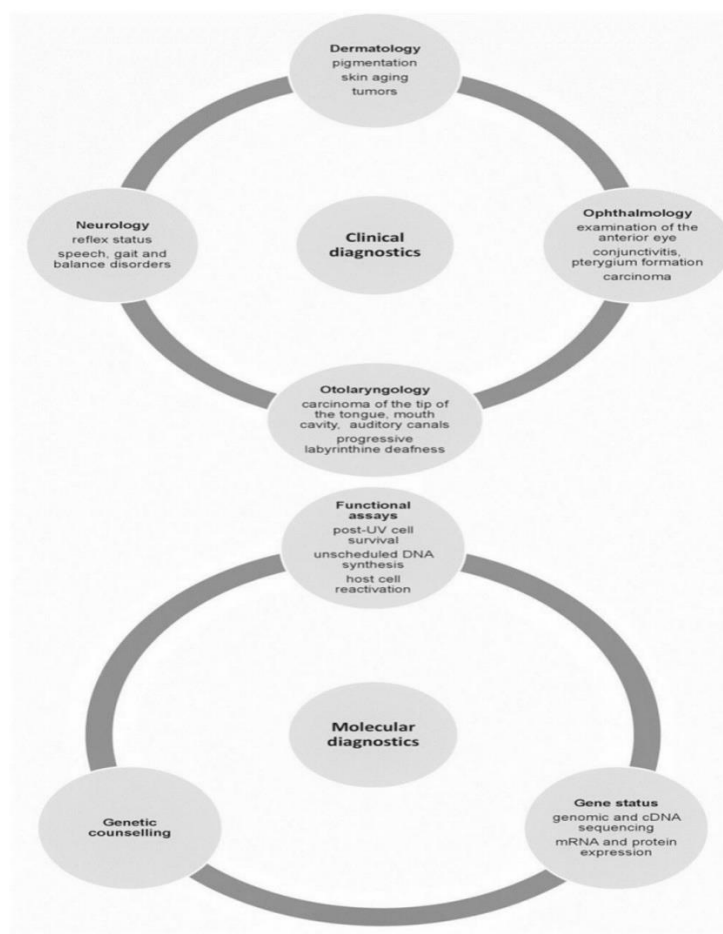 Dermatology
pigmentation
skin aging
tumors
Neurology
reflex status
speech, gait and
balance disorders
Clinical
diagnostics
Ophthalmology
examination of the
anterior eye
conjunctivitis,
pterygium formation
carcinoma
Otolaryngology
carcinoma of the tip of
the tongue, mouth
cavity, auditory canals
progressive
labyrinthine deafness
Functional
assays
post-UV cell
survival
unscheduled DNA
synthesis
host cell
reactivation
Molecular
diagnostics
Genetic
counselling
Gene status
genomic and cDNA
sequencing
mRNA and protein
expression